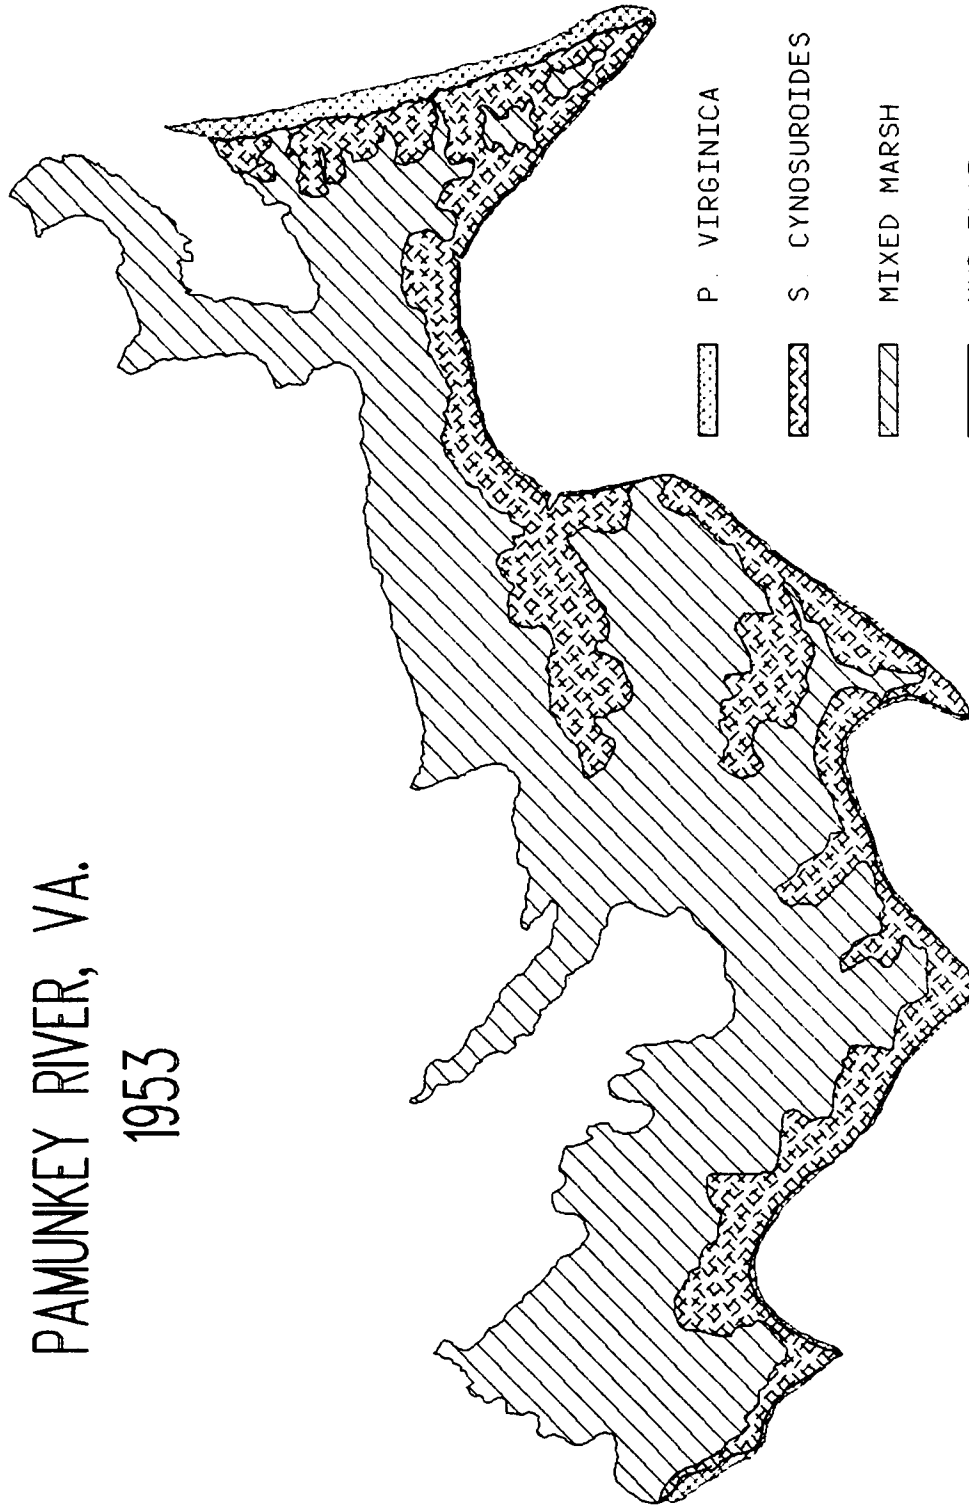 PAMUNKEY RIVER, VA.
1953
P. VIRGINICA
S. CYNOSUROIDES
MIXED MARSH